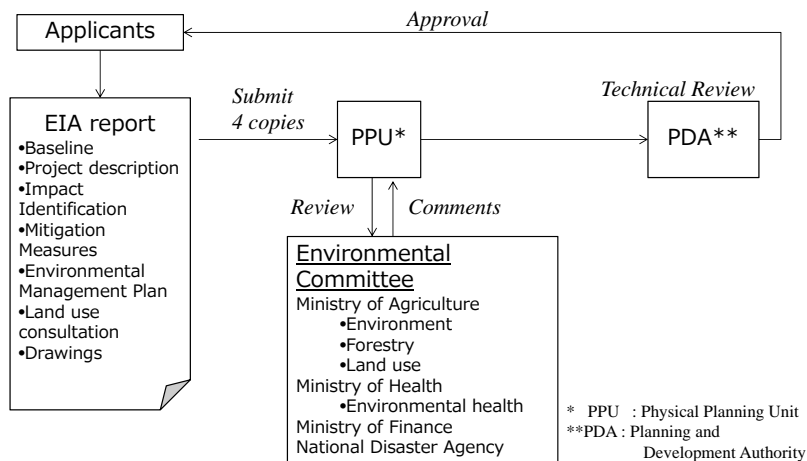 Applicants
Approval
EIA report
•Baseline
•Project description
•Impact
Identification
•Mitigation
Measures
•Environmental
Management Plan
•Land use
consultation
•Drawings
Submit
4 copies
PPU*
Technical Review
PDA**
Review
Comments
Environmental
Committee
Ministry of Agriculture
•Environment
•Forestry
•Land use
Ministry of Health
•Environmental health
Ministry of Finance
National Disaster Agency
* PPU : Physical Planning Unit
**PDA : Planning and
Development Authority